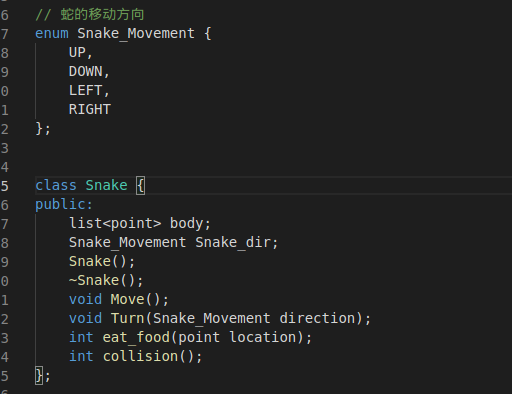 6 // 蛇的移动方向
7 enum Snake_Movement {
8 UP,
9 DOWN,
0 LEFT,
1 RIGHT
2 };
3
4
5 class Snake {
6 public:
7 list<point> body;
8 Snake_Movement Snake_dir;
9 Snake();
0 ~Snake();
1 void Move();
2 void Turn(Snake_Movement direction);
3 int eat_food(point location);
4 int collision();
5 };